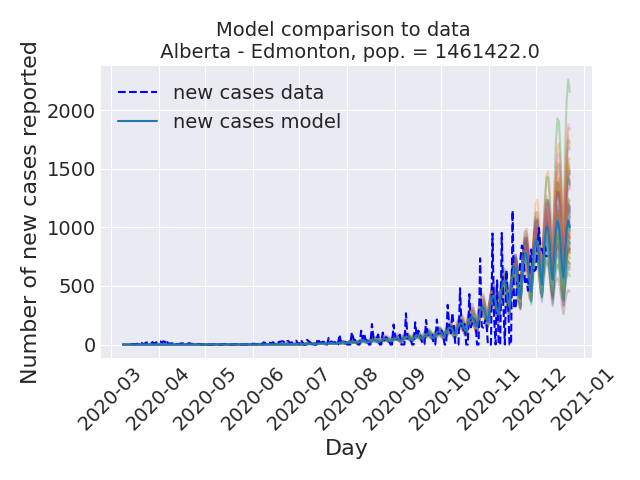 Model comparison to data
Alberta - Edmonton, pop. = 1461422.0
Number of new cases reported
2000
1500
1000
500
0
new cases data
new cases model
2020-03
2020-04
2020-05
2020-06
2020-07
2020-08
2020-09
2020-10
2020-11
2020-12
2021-01
Day